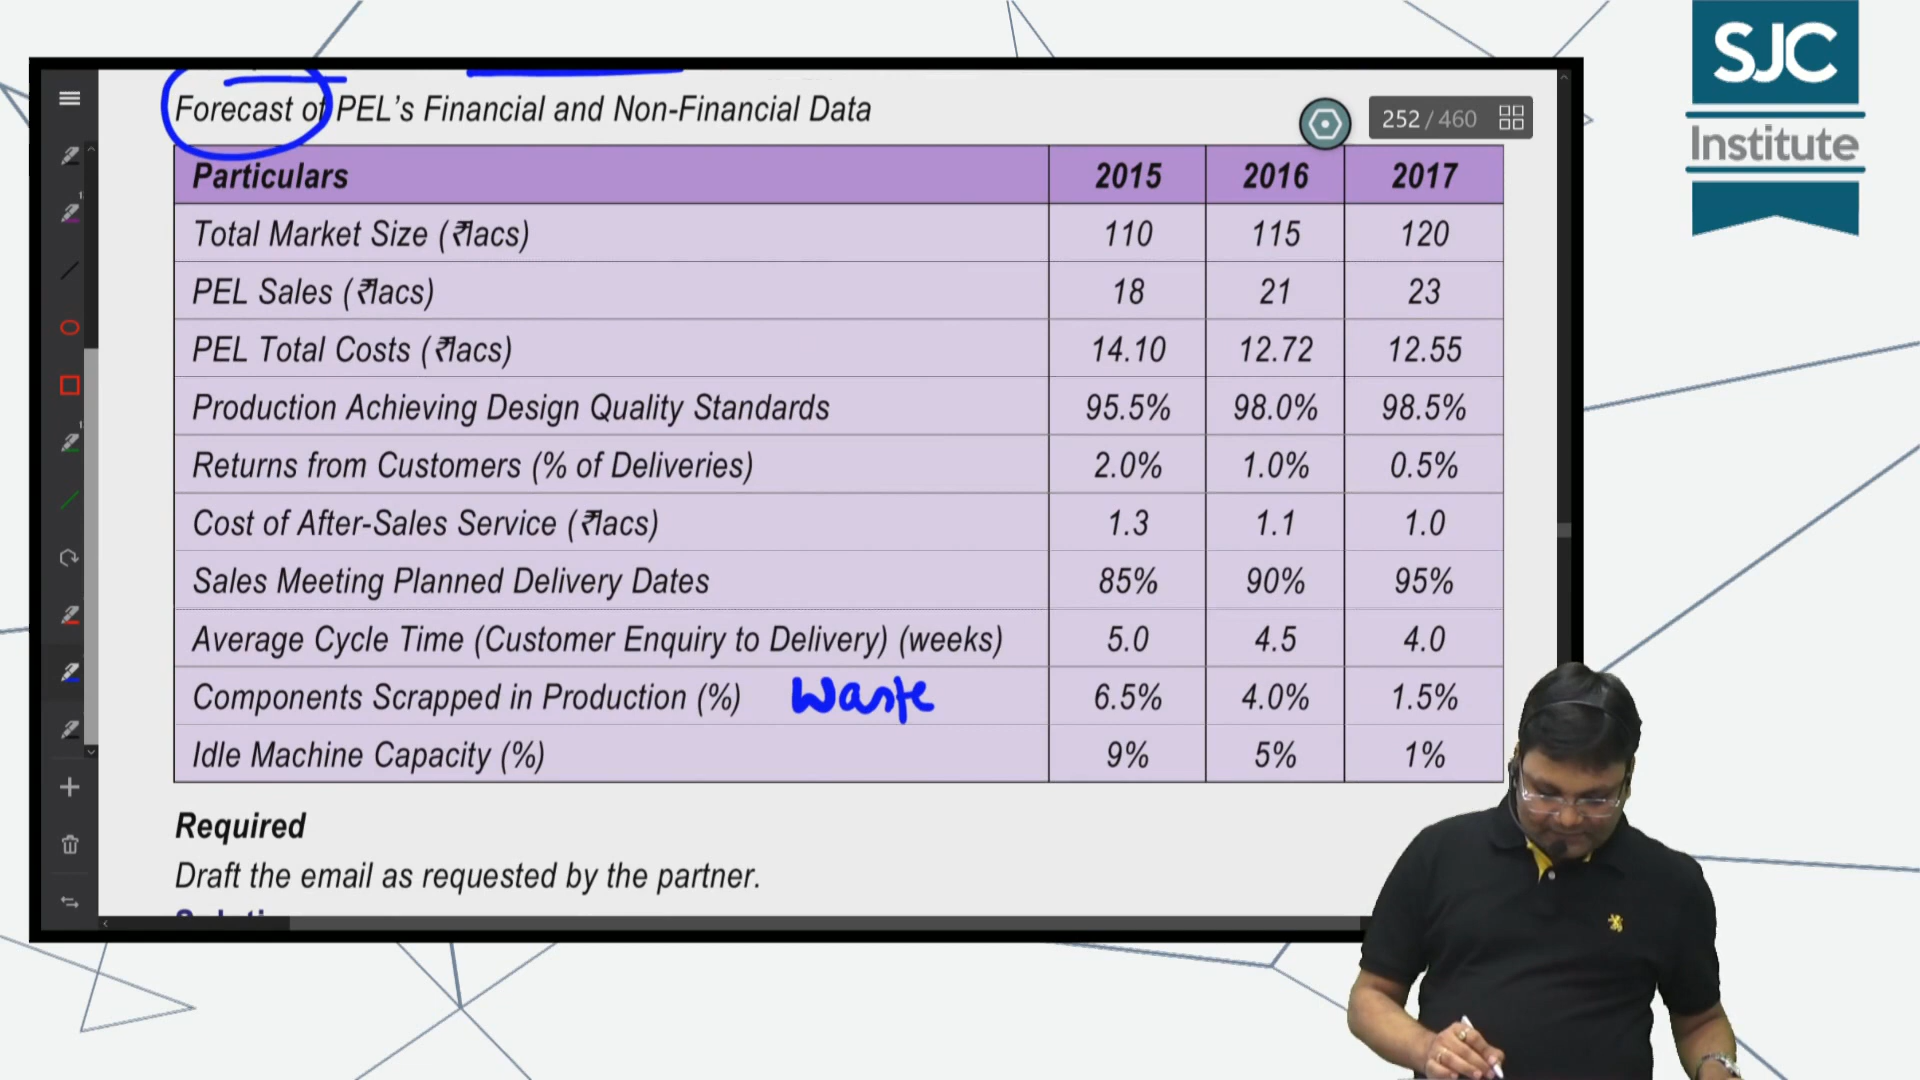 SJC
Institute
Forecast of PEL's Financial and Non-Financial Data
252 / 460
Particulars 2015 2016 2017
Total Market Size (₹lacs) 110 115 120
PEL Sales (₹lacs) 18 21 23
PEL Total Costs (₹lacs) 14.10 12.72 12.55
Production Achieving Design Quality Standards 95.5% 98.0% 98.5%
Returns from Customers (% of Deliveries) 2.0% 1.0% 0.5%
Cost of After-Sales Service (₹lacs) 1.3 1.1 1.0
Sales Meeting Planned Delivery Dates 85% 90% 95%
Average Cycle Time (Customer Enquiry to Delivery) (weeks) 5.0 4.5 4.0
Components Scrapped in Production (%) Waste 6.5% 4.0% 1.5%
Idle Machine Capacity (%) 9% 5% 1%
Required
Draft the email as requested by the partner.